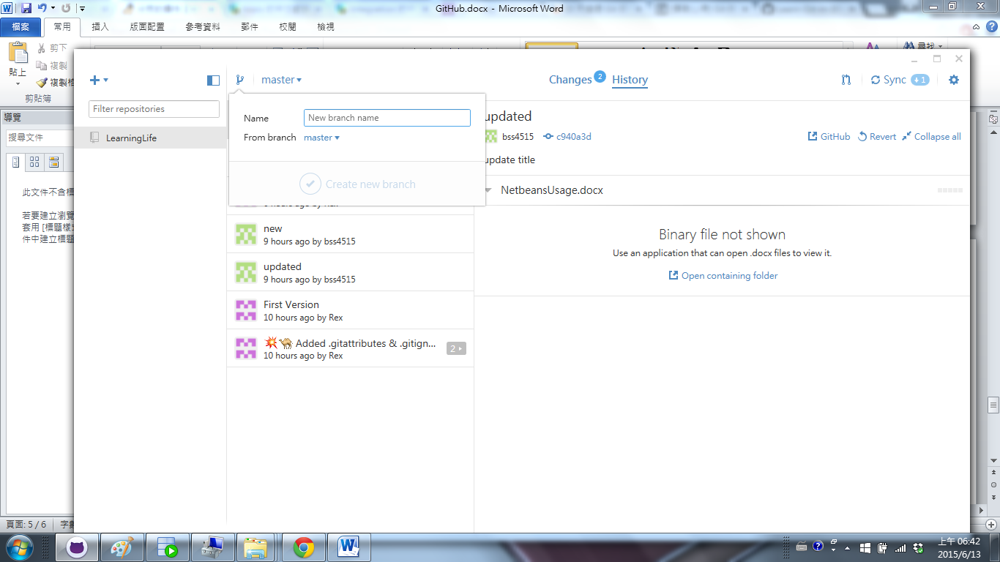 GitHub.docx - Microsoft Word
檔案 常用 插入 版面配置 參考資料 郵件 校閱 檢視
貼上
剪下
複製
複製格
剪貼簿
尋找
導覽
搜尋文件
此文件不含標
若要建立瀏覽
套用 [標題樣式
件中建立標題
頁面: 5 / 6
字數
Filter repositories
LearningLife
master
Changes 2 History
Sync 1
Name New branch name
From branch master
Create new branch
new
9 hours ago by bss4515
updated
9 hours ago by bss4515
First Version
10 hours ago by Rex
Added .gitattributes & .gitign... 2
10 hours ago by Rex
updated
bss4515 c940a3d GitHub Revert Collapse all
update title
NetbeansUsage.docx
Binary file not shown
Use an application that can open .docx files to view it.
Open containing folder
上午 06:42
2015/6/13